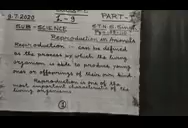 9.7.2020
L-9
PART-
SUB-SCIENCE
Reproduction in Animals
Reproduction - can be defined
as the process by which the living
organism is able to produce young
ones or offsprings of their own kind.
Reproduction is one of the
most important characteristic of the
living organisms.